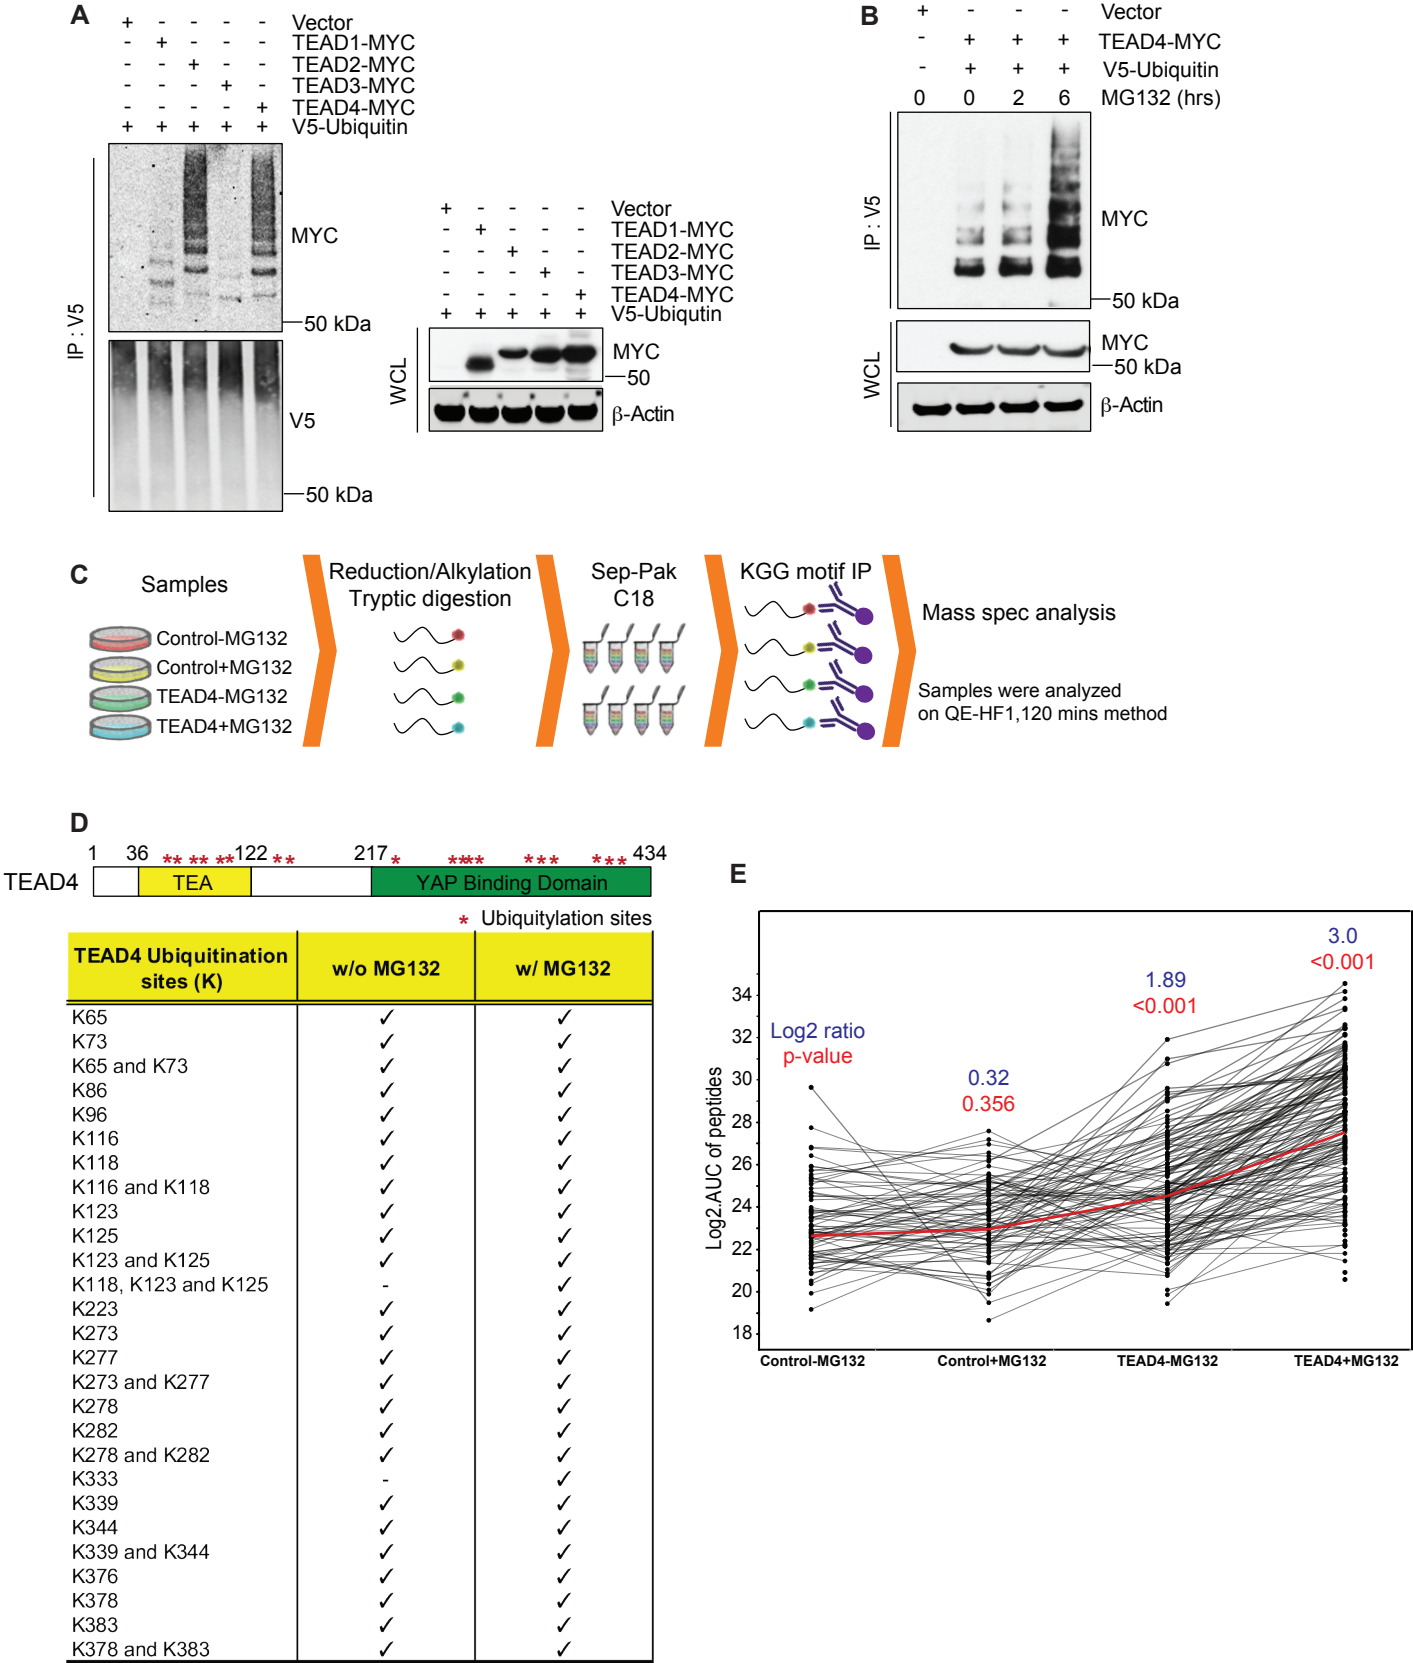 A
+ - - - - Vector
- + - - - TEAD1-MYC
- - + - - TEAD2-MYC
- - - + - TEAD3-MYC
- - - - + TEAD4-MYC
+ + + + + V5-Ubiquitin
IP : V5
MYC
50 kDa
V5
50 kDa
+ - - - - Vector
- + - - - TEAD1-MYC
- - + - - TEAD2-MYC
- - - + - TEAD3-MYC
- - - - + TEAD4-MYC
+ + + + + V5-Ubiqutin
WCL
MYC
50
β-Actin
B
+ - - - Vector
- + + + TEAD4-MYC
- + + + V5-Ubiquitin
0 0 2 6 MG132 (hrs)
IP : V5
MYC
50 kDa
WCL
MYC
50 kDa
β-Actin
C
Samples
Control-MG132
Control+MG132
TEAD4-MG132
TEAD4+MG132
Reduction/Alkylation
Tryptic digestion
Sep-Pak
C18
KGG motif IP
Mass spec analysis
Samples were analyzed
on QE-HF1,120 mins method
D
1 36 ** ** ** 122 ** 217 * **** *** *** 434
TEAD4 TEA YAP Binding Domain
* Ubiquitylation sites
TEAD4 Ubiquitination
sites (K)
w/o MG132
w/ MG132
K65 ✓ ✓
K73 ✓ ✓
K65 and K73 ✓ ✓
K86 ✓ ✓
K96 ✓ ✓
K116 ✓ ✓
K118 ✓ ✓
K116 and K118 ✓ ✓
K123 ✓ ✓
K125 ✓ ✓
K123 and K125 ✓ ✓
K118, K123 and K125 - ✓
K223 ✓ ✓
K273 ✓ ✓
K277 ✓ ✓
K273 and K277 ✓ ✓
K278 ✓ ✓
K282 ✓ ✓
K278 and K282 ✓ ✓
K333 - ✓
K339 ✓ ✓
K344 ✓ ✓
K339 and K344 ✓ ✓
K376 ✓ ✓
K378 ✓ ✓
K383 ✓ ✓
K378 and K383 ✓ ✓
E
Log2.AUC of peptides
34
32
30
28
26
24
22
20
18
Log2 ratio
p-value
0.32
0.356
1.89
<0.001
3.0
<0.001
Control-MG132
Control+MG132
TEAD4-MG132
TEAD4+MG132